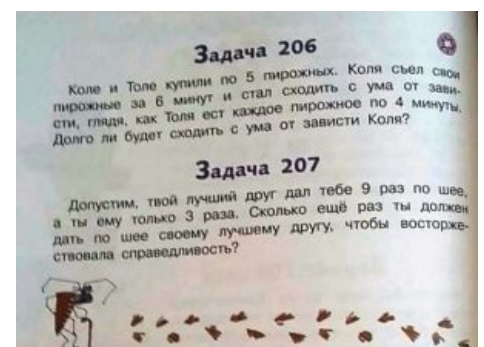 Задача 206
Коле и Толе купили по 5 пирожных. Коля съел свои
пирожные за 6 минут и стал сходить с ума от зави-
сти, глядя, как Толя ест каждое пирожное по 4 минуты.
Долго ли будет сходить с ума от зависти Коля?
Задача 207
Допустим, твой лучший друг дал тебе 9 раз по шее,
а ты ему только 3 раза. Сколько ещё раз ты должен
дать по шее своему лучшему другу, чтобы восторже-
ствовала справедливость?